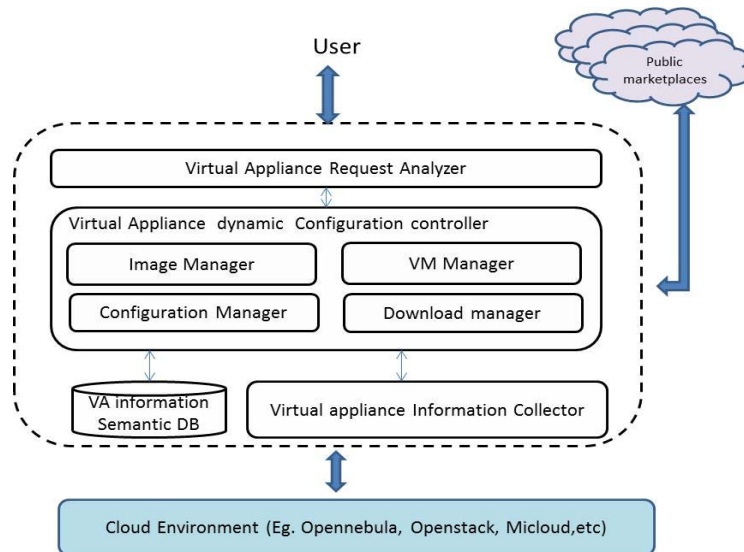 User
Public
marketplaces
Virtual Appliance Request Analyzer
Virtual Appliance dynamic Configuration controller
Image Manager
VM Manager
Configuration Manager
Download manager
VA information
Semantic DB
Virtual appliance Information Collector
Cloud Environment (Eg. Opennebula, Openstack, Micloud,etc)